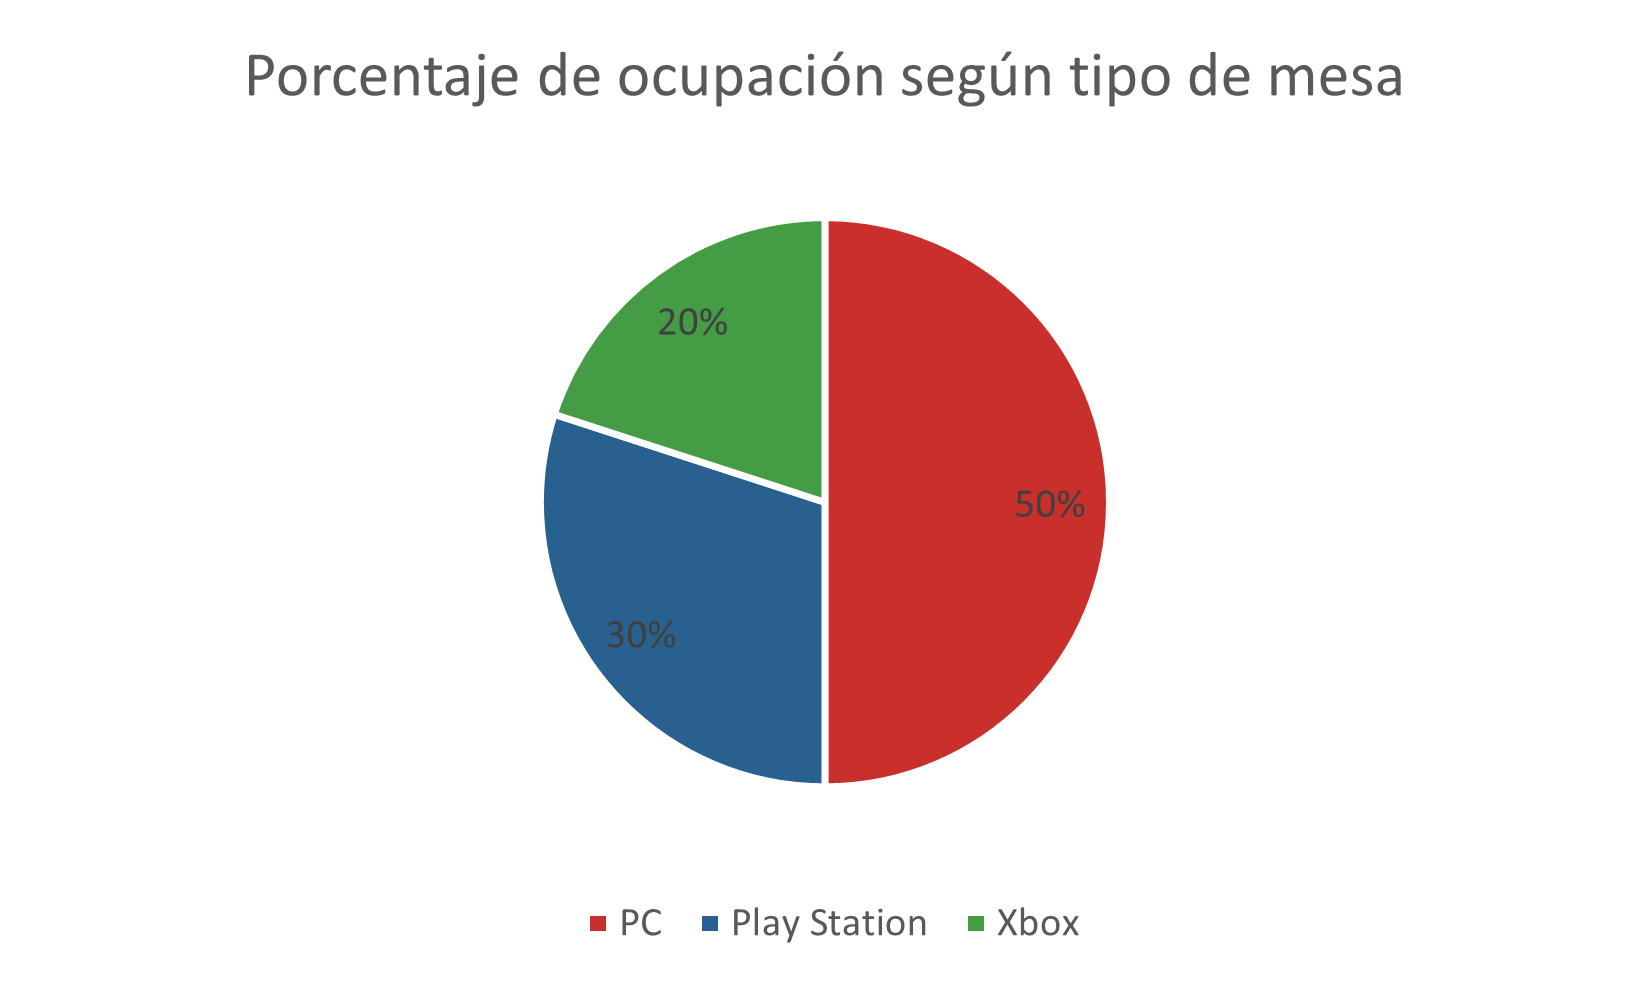 Porcentaje de ocupación según tipo de mesa
20%
50%
30%
PC Play Station Xbox